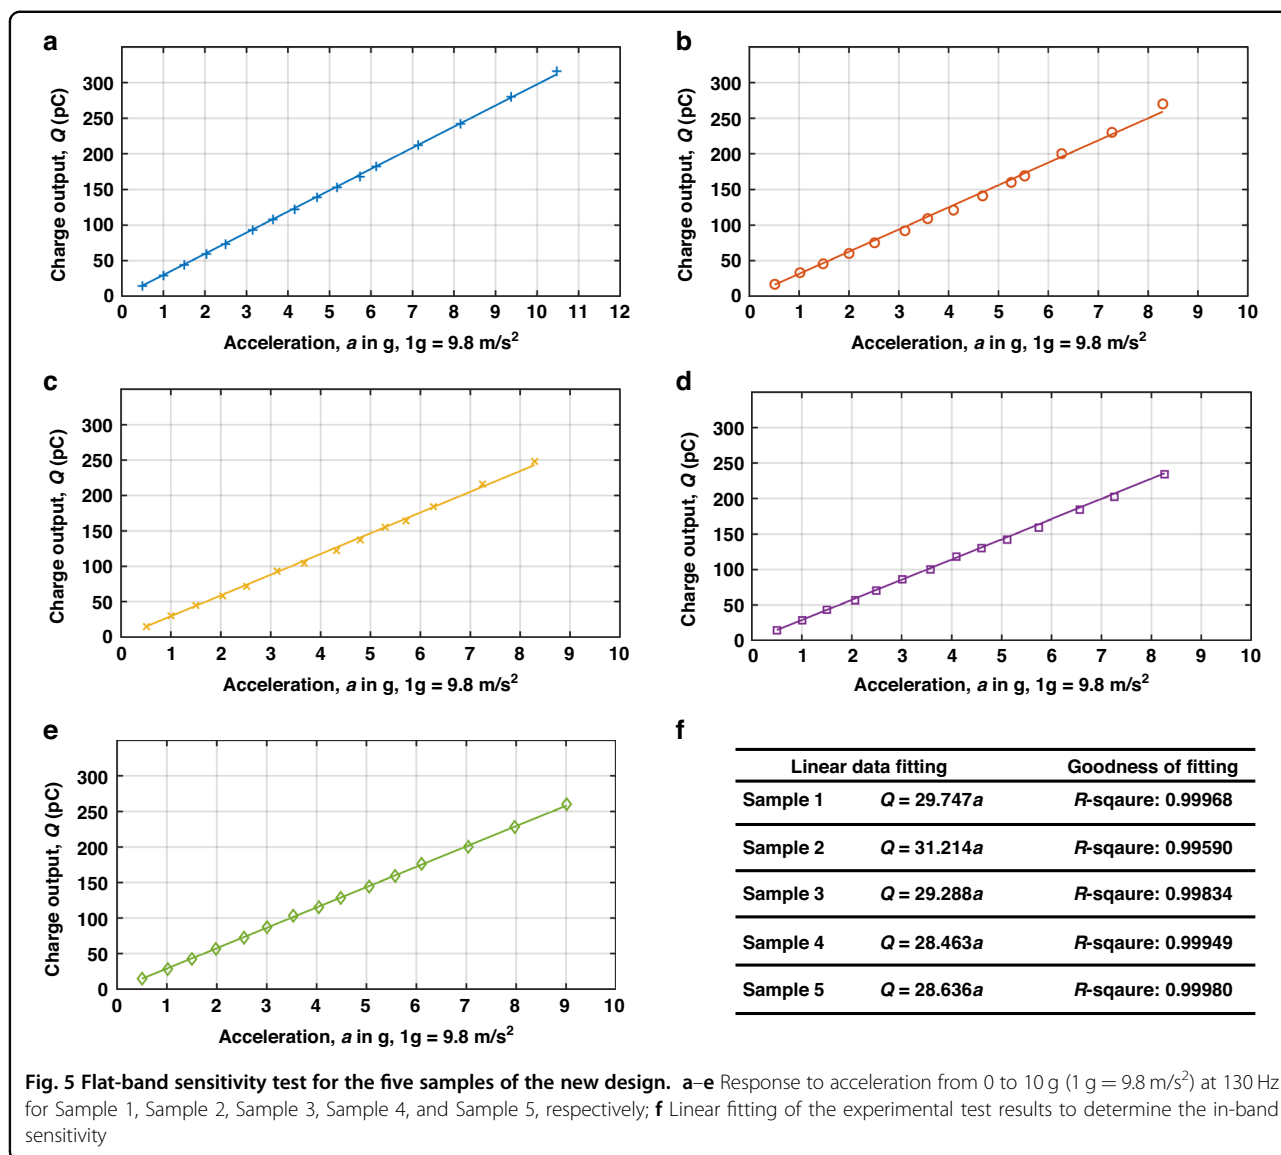 a
Charge output, Q (pC)
300
250
200
150
100
50
0
0 1 2 3 4 5 6 7 8 9 10 11 12
Acceleration, a in g, 1g = 9.8 m/s²
b
Charge output, Q (pC)
300
250
200
150
100
50
0
0 1 2 3 4 5 6 7 8 9 10
Acceleration, a in g, 1g = 9.8 m/s²
c
Charge output, Q (pC)
300
250
200
150
100
50
0
0 1 2 3 4 5 6 7 8 9 10
Acceleration, a in g, 1g = 9.8 m/s²
d
Charge output, Q (pC)
300
250
200
150
100
50
0
0 1 2 3 4 5 6 7 8 9 10
Acceleration, a in g, 1g = 9.8 m/s²
e
Charge output, Q (pC)
300
250
200
150
100
50
0
0 1 2 3 4 5 6 7 8 9 10
Acceleration, a in g, 1g = 9.8 m/s²
f
Linear data fitting Goodness of fitting
Sample 1 Q = 29.747a R-sqaure: 0.99968
Sample 2 Q = 31.214a R-sqaure: 0.99590
Sample 3 Q = 29.288a R-sqaure: 0.99834
Sample 4 Q = 28.463a R-sqaure: 0.99949
Sample 5 Q = 28.636a R-sqaure: 0.99980
Fig. 5 Flat-band sensitivity test for the five samples of the new design. a–e Response to acceleration from 0 to 10 g (1 g = 9.8 m/s²) at 130 Hz
for Sample 1, Sample 2, Sample 3, Sample 4, and Sample 5, respectively; f Linear fitting of the experimental test results to determine the in-band
sensitivity